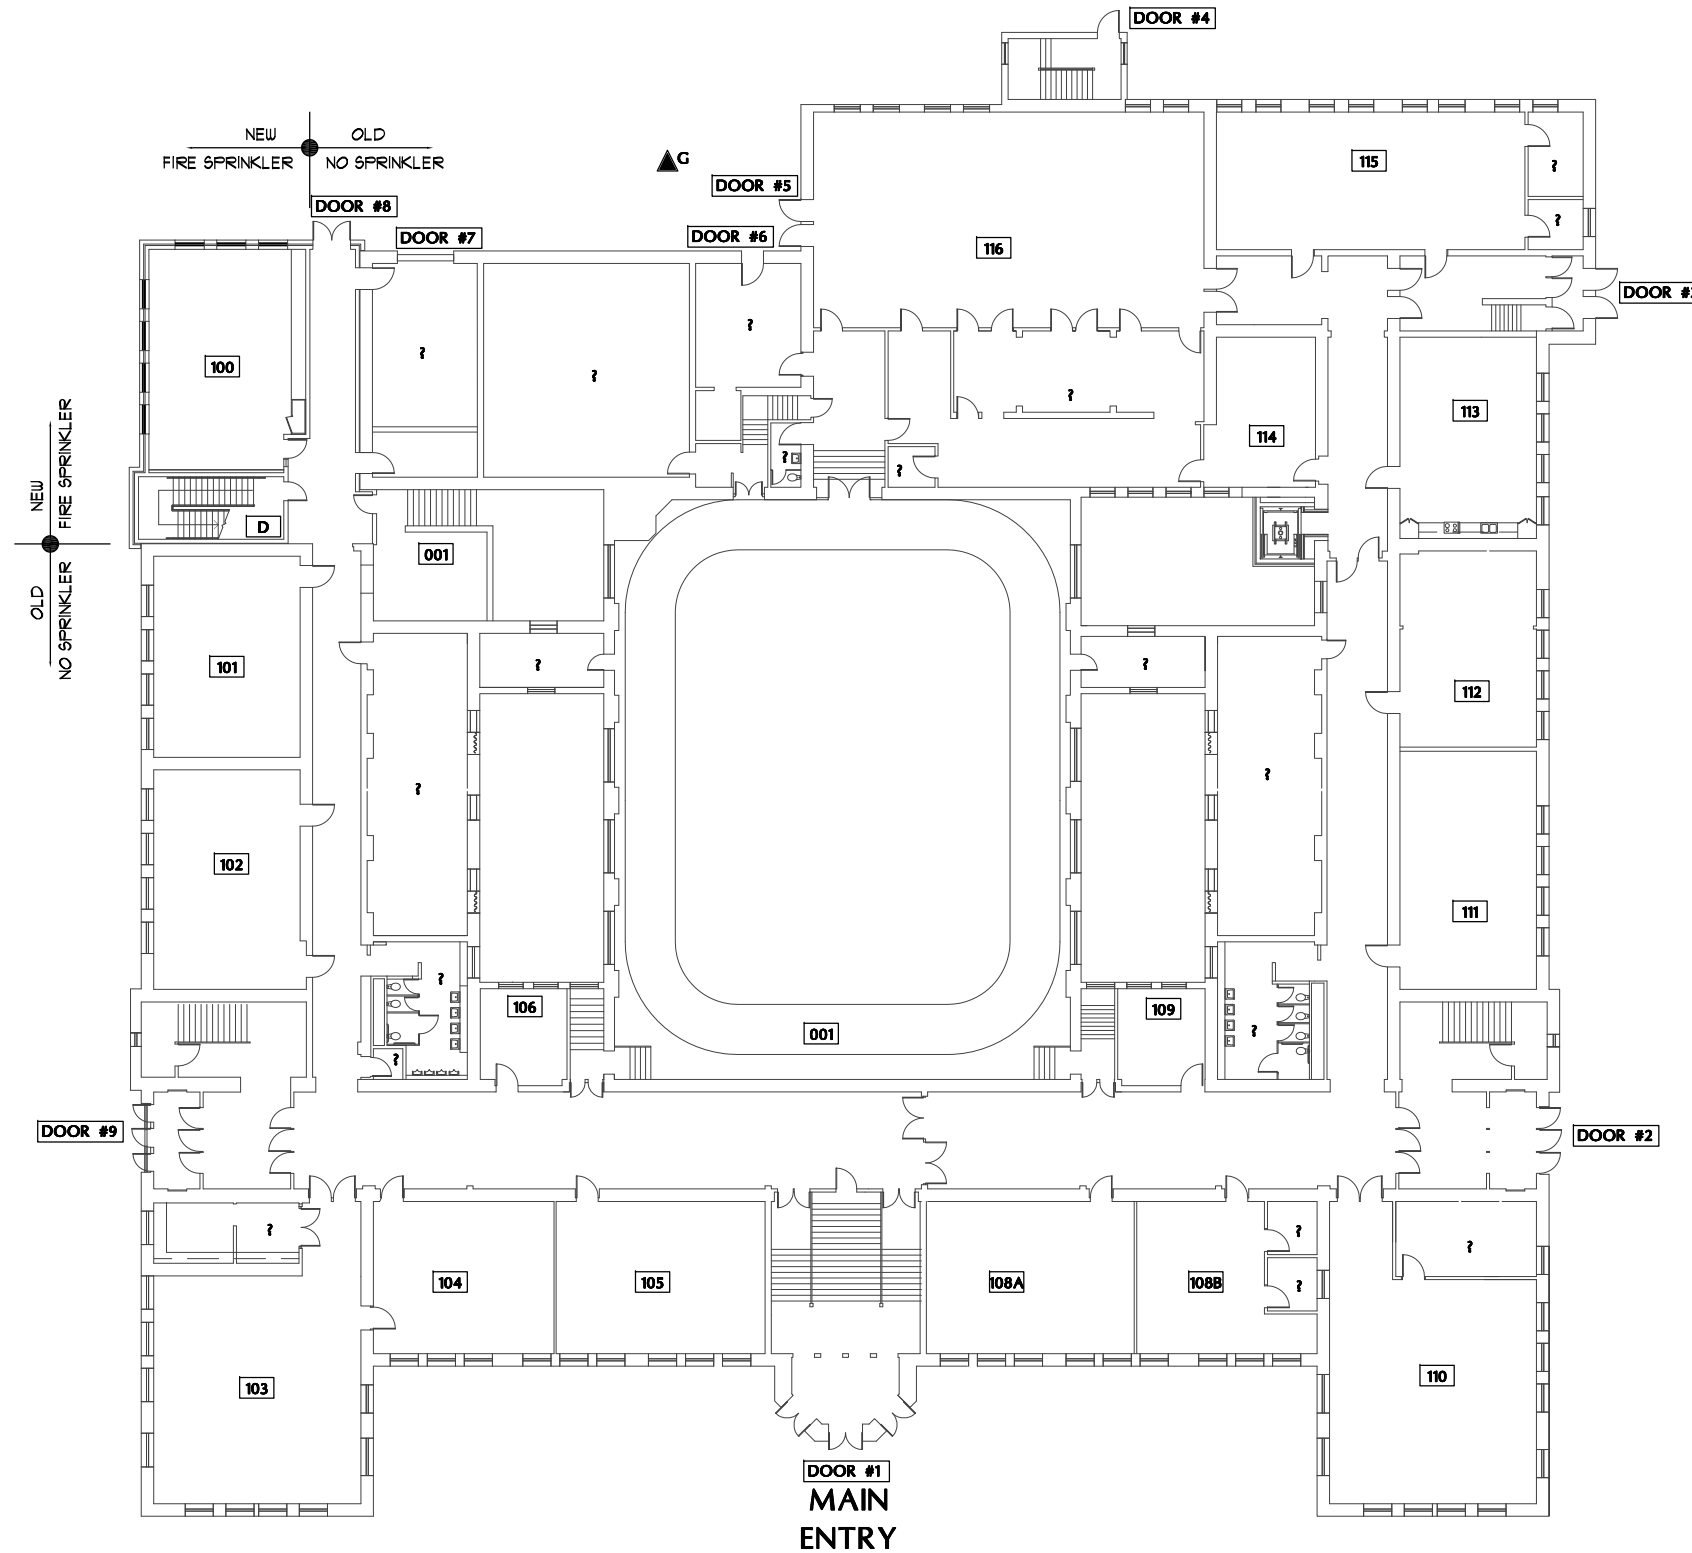 DOOR #4
NEW OLD
FIRE SPRINKLER NO SPRINKLER
G
115
?
DOOR #5
DOOR #8
?
DOOR #7
DOOR #6
116
DOOR #
?
?
100
?
?
113
NEW
FIRE SPRINKLER
114
?
?
D
001
OLD
NO SPRINKLER
101
?
?
112
?
?
102
111
?
106
109
?
001
?
DOOR #9
DOOR #2
?
?
?
104
105
108A
108B
?
103
110
DOOR #1
MAIN
ENTRY